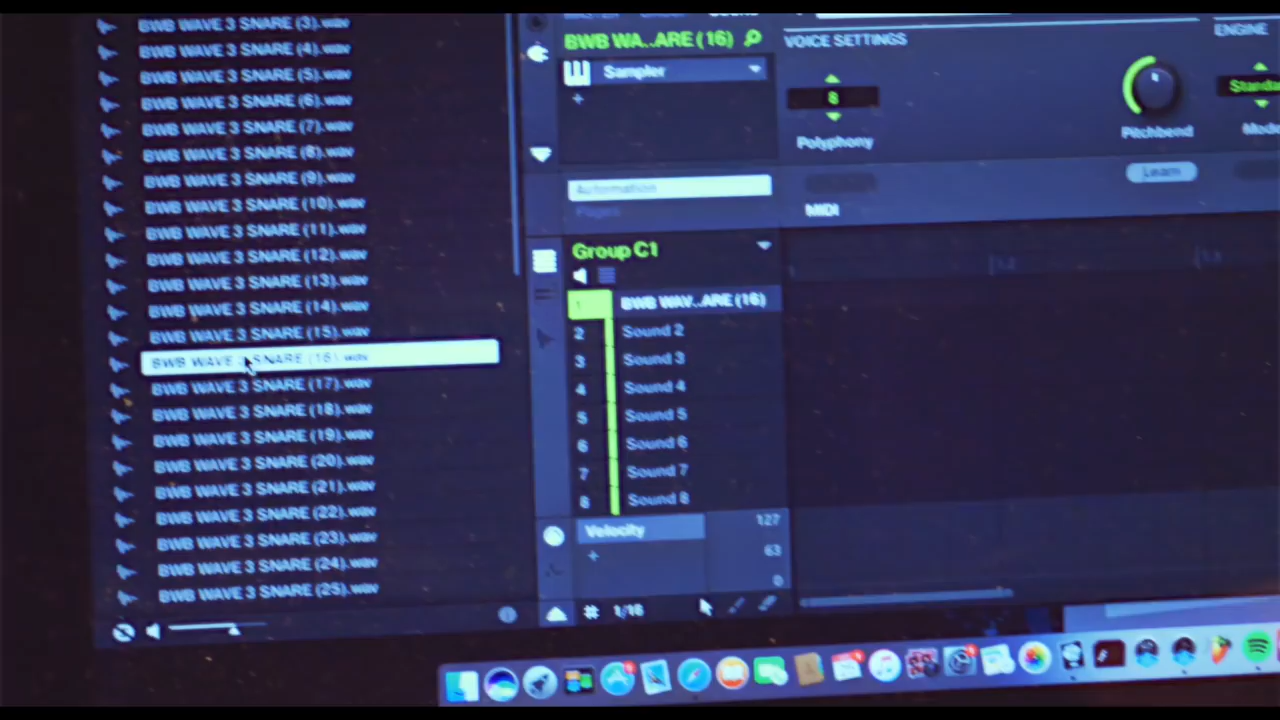 BWB WAVE 3 SNARE (3).wav
BWB WAVE 3 SNARE (4).wav
BWB WAVE 3 SNARE (5).wav
BWB WAVE 3 SNARE (6).wav
BWB WAVE 3 SNARE (7).wav
BWB WAVE 3 SNARE (8).wav
BWB WAVE 3 SNARE (9).wav
BWB WAVE 3 SNARE (10).wav
BWB WAVE 3 SNARE (11).wav
BWB WAVE 3 SNARE (12).wav
BWB WAVE 3 SNARE (13).wav
BWB WAVE 3 SNARE (14).wav
BWB WAVE 3 SNARE (15).wav
BWB WAVE 3 SNARE (16).wav
BWB WAVE 3 SNARE (17).wav
BWB WAVE 3 SNARE (18).wav
BWB WAVE 3 SNARE (19).wav
BWB WAVE 3 SNARE (20).wav
BWB WAVE 3 SNARE (21).wav
BWB WAVE 3 SNARE (22).wav
BWB WAVE 3 SNARE (23).wav
BWB WAVE 3 SNARE (24).wav
BWB WAVE 3 SNARE (25).wav
BWB WA..ARE (16)
Sampler
+
Automation
Pages
VOICE SETTINGS
8
Polyphony
MIDI
Pitchbend
Learn
ENGINE
Standa
Mod
Group C1
1 BWB WAV..ARE (16)
2 Sound 2
3 Sound 3
4 Sound 4
5 Sound 5
6 Sound 6
7 Sound 7
8 Sound 8
Velocity
+
127
63
0
# 1/16